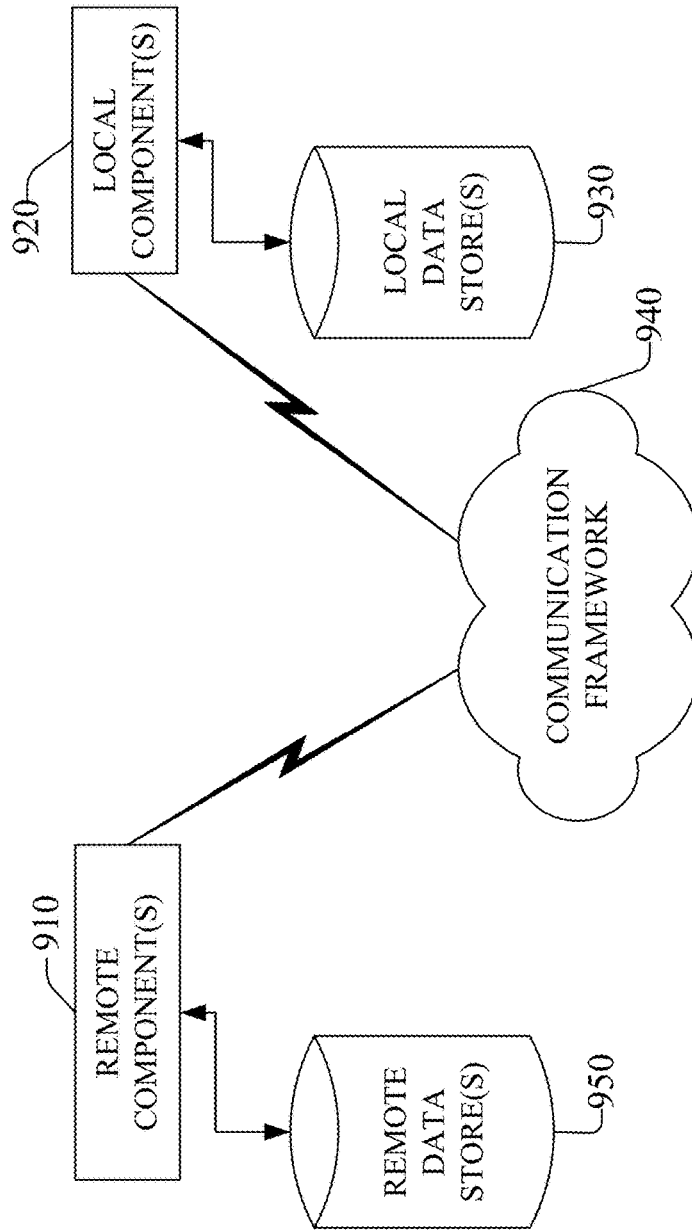 910
REMOTE
COMPONENT(S)
920
LOCAL
COMPONENT(S)
REMOTE
DATA
STORE(S)
950
LOCAL
DATA
STORE(S)
930
COMMUNICATION
FRAMEWORK
940